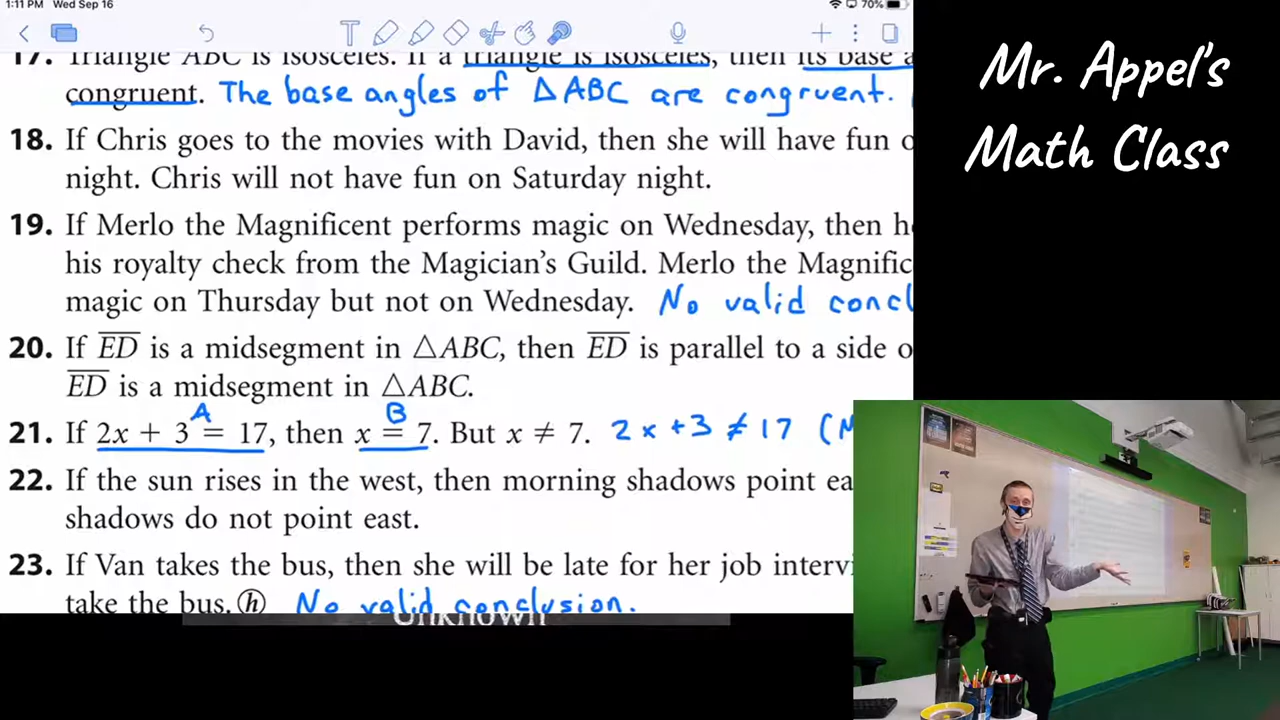 1:11 PM Wed Sep 16
70%
T
17. Triangle ABC is isosceles. If a triangle is isosceles, then its base a
congruent. The base angles of △ABC are congruent.
18. If Chris goes to the movies with David, then she will have fun o
night. Chris will not have fun on Saturday night.
19. If Merlo the Magnificent performs magic on Wednesday, then h
his royalty check from the Magician's Guild. Merlo the Magnific
magic on Thursday but not on Wednesday. No valid concl
20. If ED is a midsegment in △ABC, then ED is parallel to a side o
ED is a midsegment in △ABC.
A B
21. If 2x + 3 = 17, then x = 7. But x ≠ 7. 2x+3 ≠ 17 (M
22. If the sun rises in the west, then morning shadows point ea
shadows do not point east.
23. If Van takes the bus, then she will be late for her job intervi
take the bus. ⓗ No valid conclusion.
Unknown
Mr. Appel's
Math Class